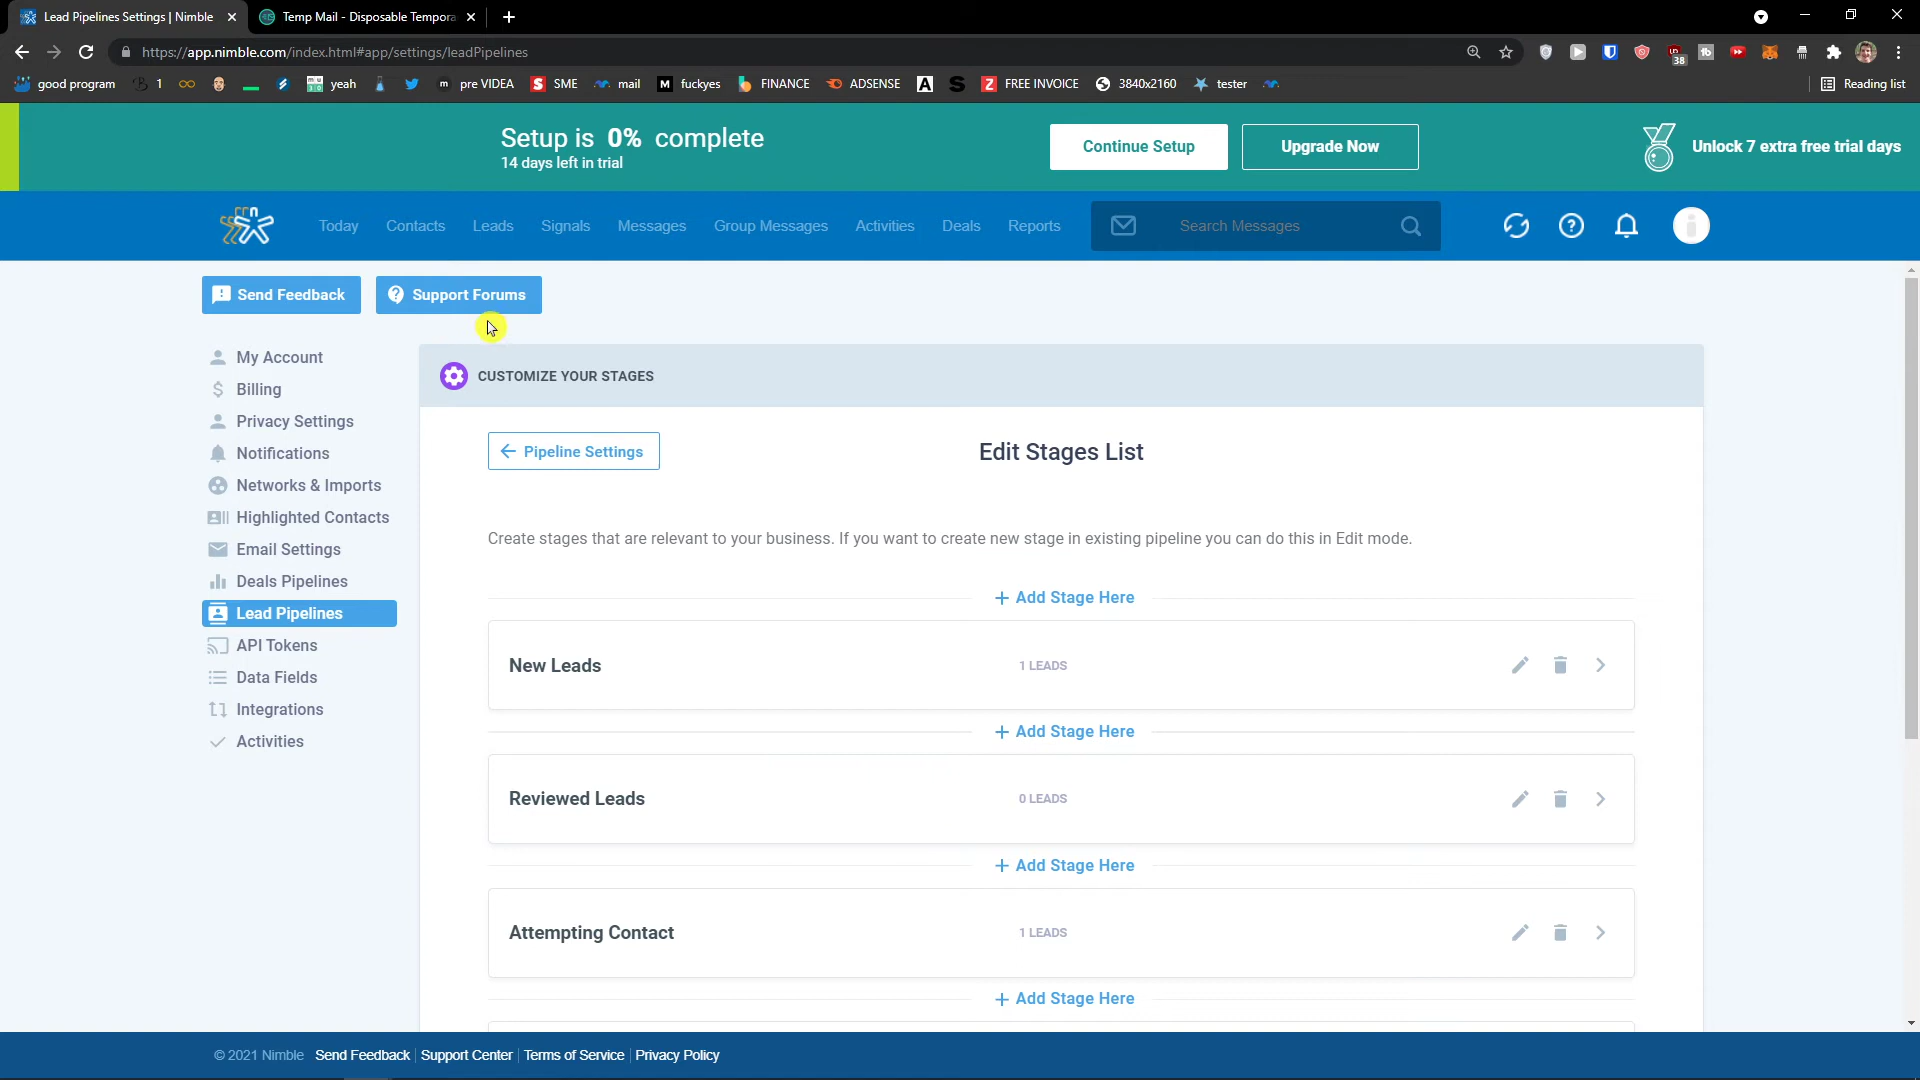 Lead Pipelines Settings | Nimble
Temp Mail - Disposable Tempora
https://app.nimble.com/index.html#app/settings/leadPipelines
38
good program
1
yeah
pre VIDEA
SME
mail
fuckyes
FINANCE
ADSENSE
FREE INVOICE
3840x2160
tester
Reading list
Setup is 0% complete
14 days left in trial
Continue Setup
Upgrade Now
Unlock 7 extra free trial days
Today
Contacts
Leads
Signals
Messages
Group Messages
Activities
Deals
Reports
Search Messages
Send Feedback
Support Forums
My Account
Billing
Privacy Settings
Notifications
Networks & Imports
Highlighted Contacts
Email Settings
Deals Pipelines
Lead Pipelines
API Tokens
Data Fields
Integrations
Activities
CUSTOMIZE YOUR STAGES
Pipeline Settings
Edit Stages List
Create stages that are relevant to your business. If you want to create new stage in existing pipeline you can do this in Edit mode.
+ Add Stage Here
New Leads
1 LEADS
+ Add Stage Here
Reviewed Leads
0 LEADS
+ Add Stage Here
Attempting Contact
1 LEADS
+ Add Stage Here
© 2021 Nimble
Send Feedback
Support Center
Terms of Service
Privacy Policy